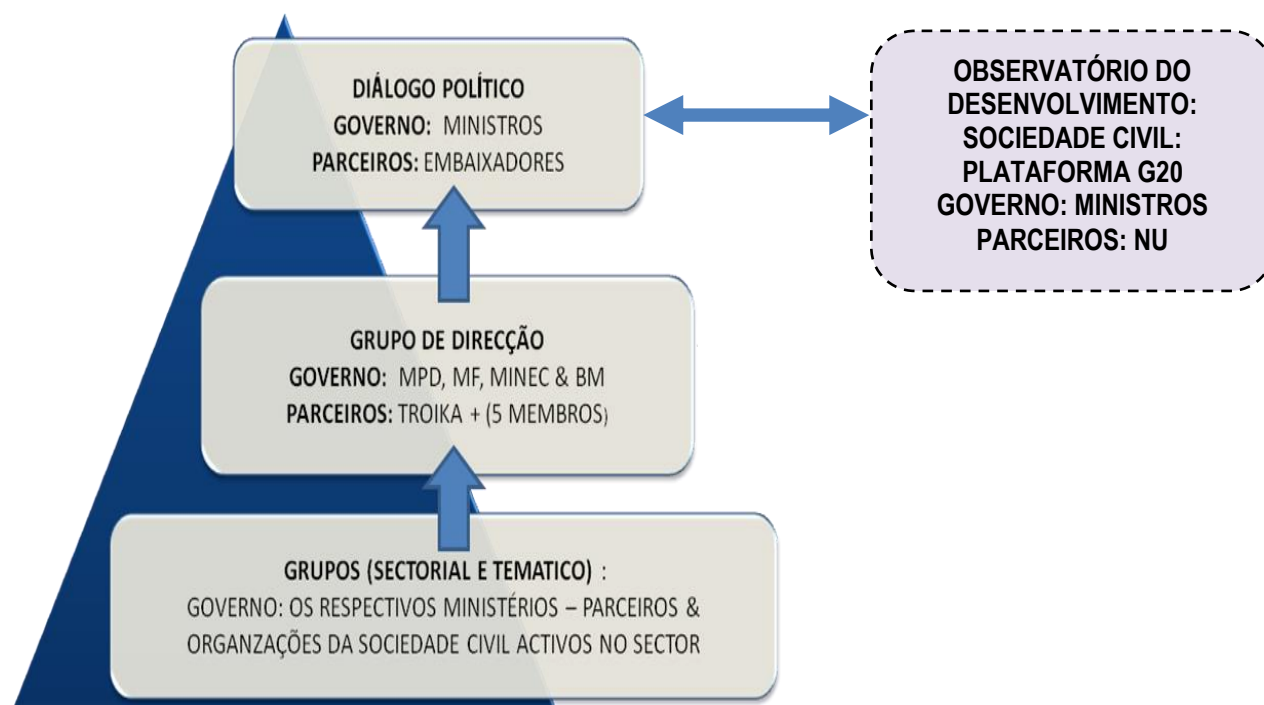 DIÁLOGO POLÍTICO
GOVERNO: MINISTROS
PARCEIROS: EMBAIXADORES
OBSERVATÓRIO DO
DESENVOLVIMENTO:
SOCIEDADE CIVIL:
PLATAFORMA G20
GOVERNO: MINISTROS
PARCEIROS: NU
GRUPO DE DIRECÇÃO
GOVERNO: MPD, MF, MINEC & BM
PARCEIROS: TROIKA + (5 MEMBROS)
GRUPOS (SECTORIAL E TEMATICO) :
GOVERNO: OS RESPECTIVOS MINISTÉRIOS – PARCEIROS &
ORGANZAÇÕES DA SOCIEDADE CIVIL ACTIVOS NO SECTOR